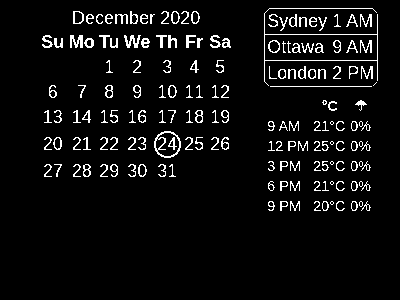 December 2020
Su Mo Tu We Th Fr Sa
1 2 3 4 5
6 7 8 9 10 11 12
13 14 15 16 17 18 19
20 21 22 23 24 25 26
27 28 29 30 31
Sydney 1 AM
Ottawa 9 AM
London 2 PM
°C ☂
9 AM 21°C 0%
12 PM 25°C 0%
3 PM 25°C 0%
6 PM 21°C 0%
9 PM 20°C 0%